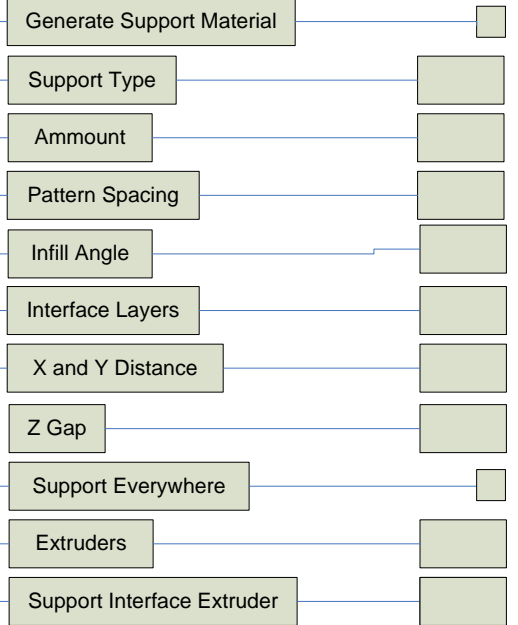 Generate Support Material
Support Type
Ammount
Pattern Spacing
Infill Angle
Interface Layers
X and Y Distance
Z Gap
Support Everywhere
Extruders
Support Interface Extruder